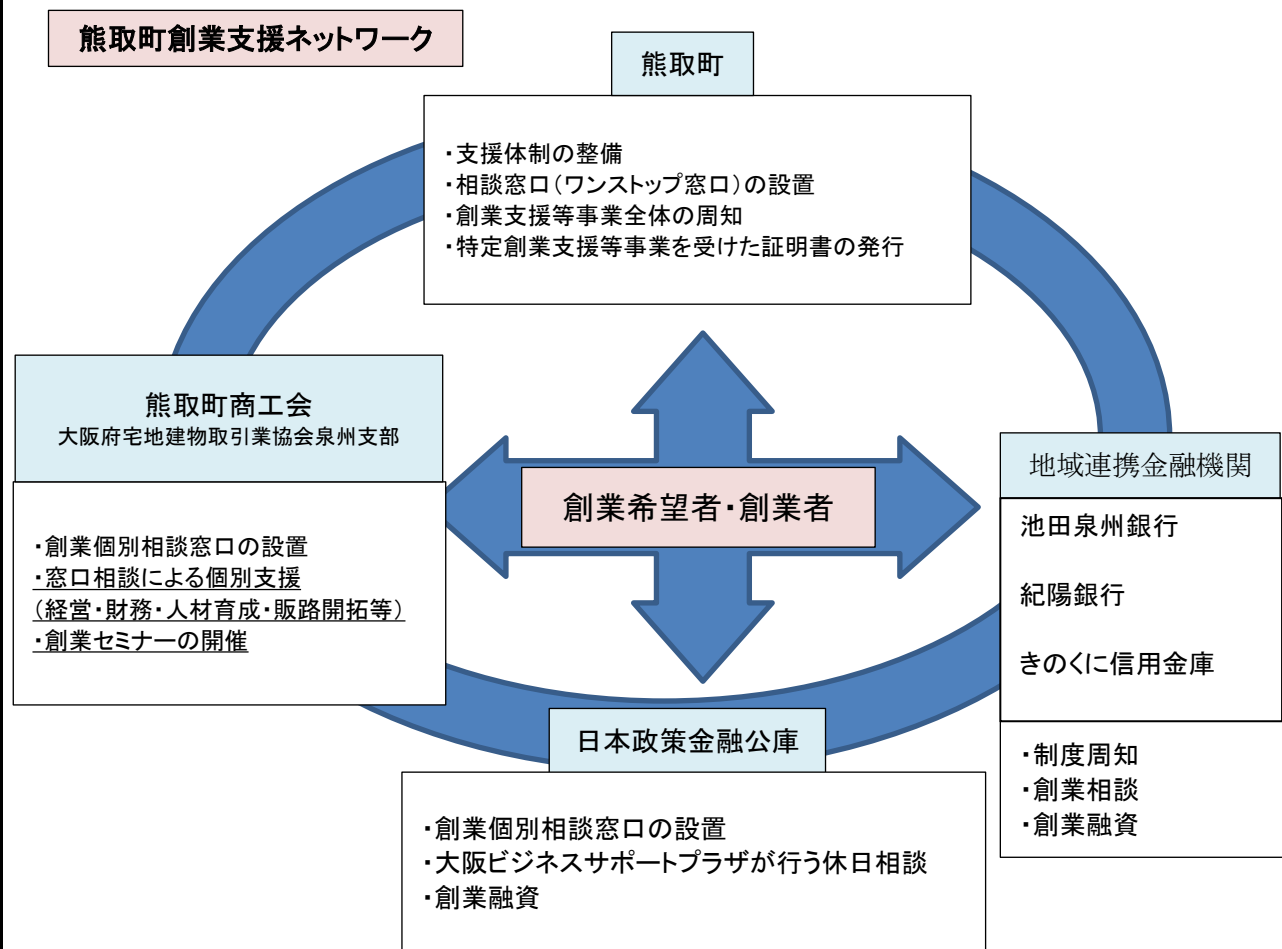 熊取町創業支援ネットワーク
熊取町
・支援体制の整備
・相談窓口(ワンストップ窓口)の設置
・創業支援等事業全体の周知
・特定創業支援等事業を受けた証明書の発行
熊取町商工会
大阪府宅地建物取引業協会泉州支部
・創業個別相談窓口の設置
・窓口相談による個別支援
(経営・財務・人材育成・販路開拓等)
・創業セミナーの開催
創業希望者・創業者
地域連携金融機関
池田泉州銀行
紀陽銀行
きのくに信用金庫
・制度周知
・創業相談
・創業融資
日本政策金融公庫
・創業個別相談窓口の設置
・大阪ビジネスサポートプラザが行う休日相談
・創業融資